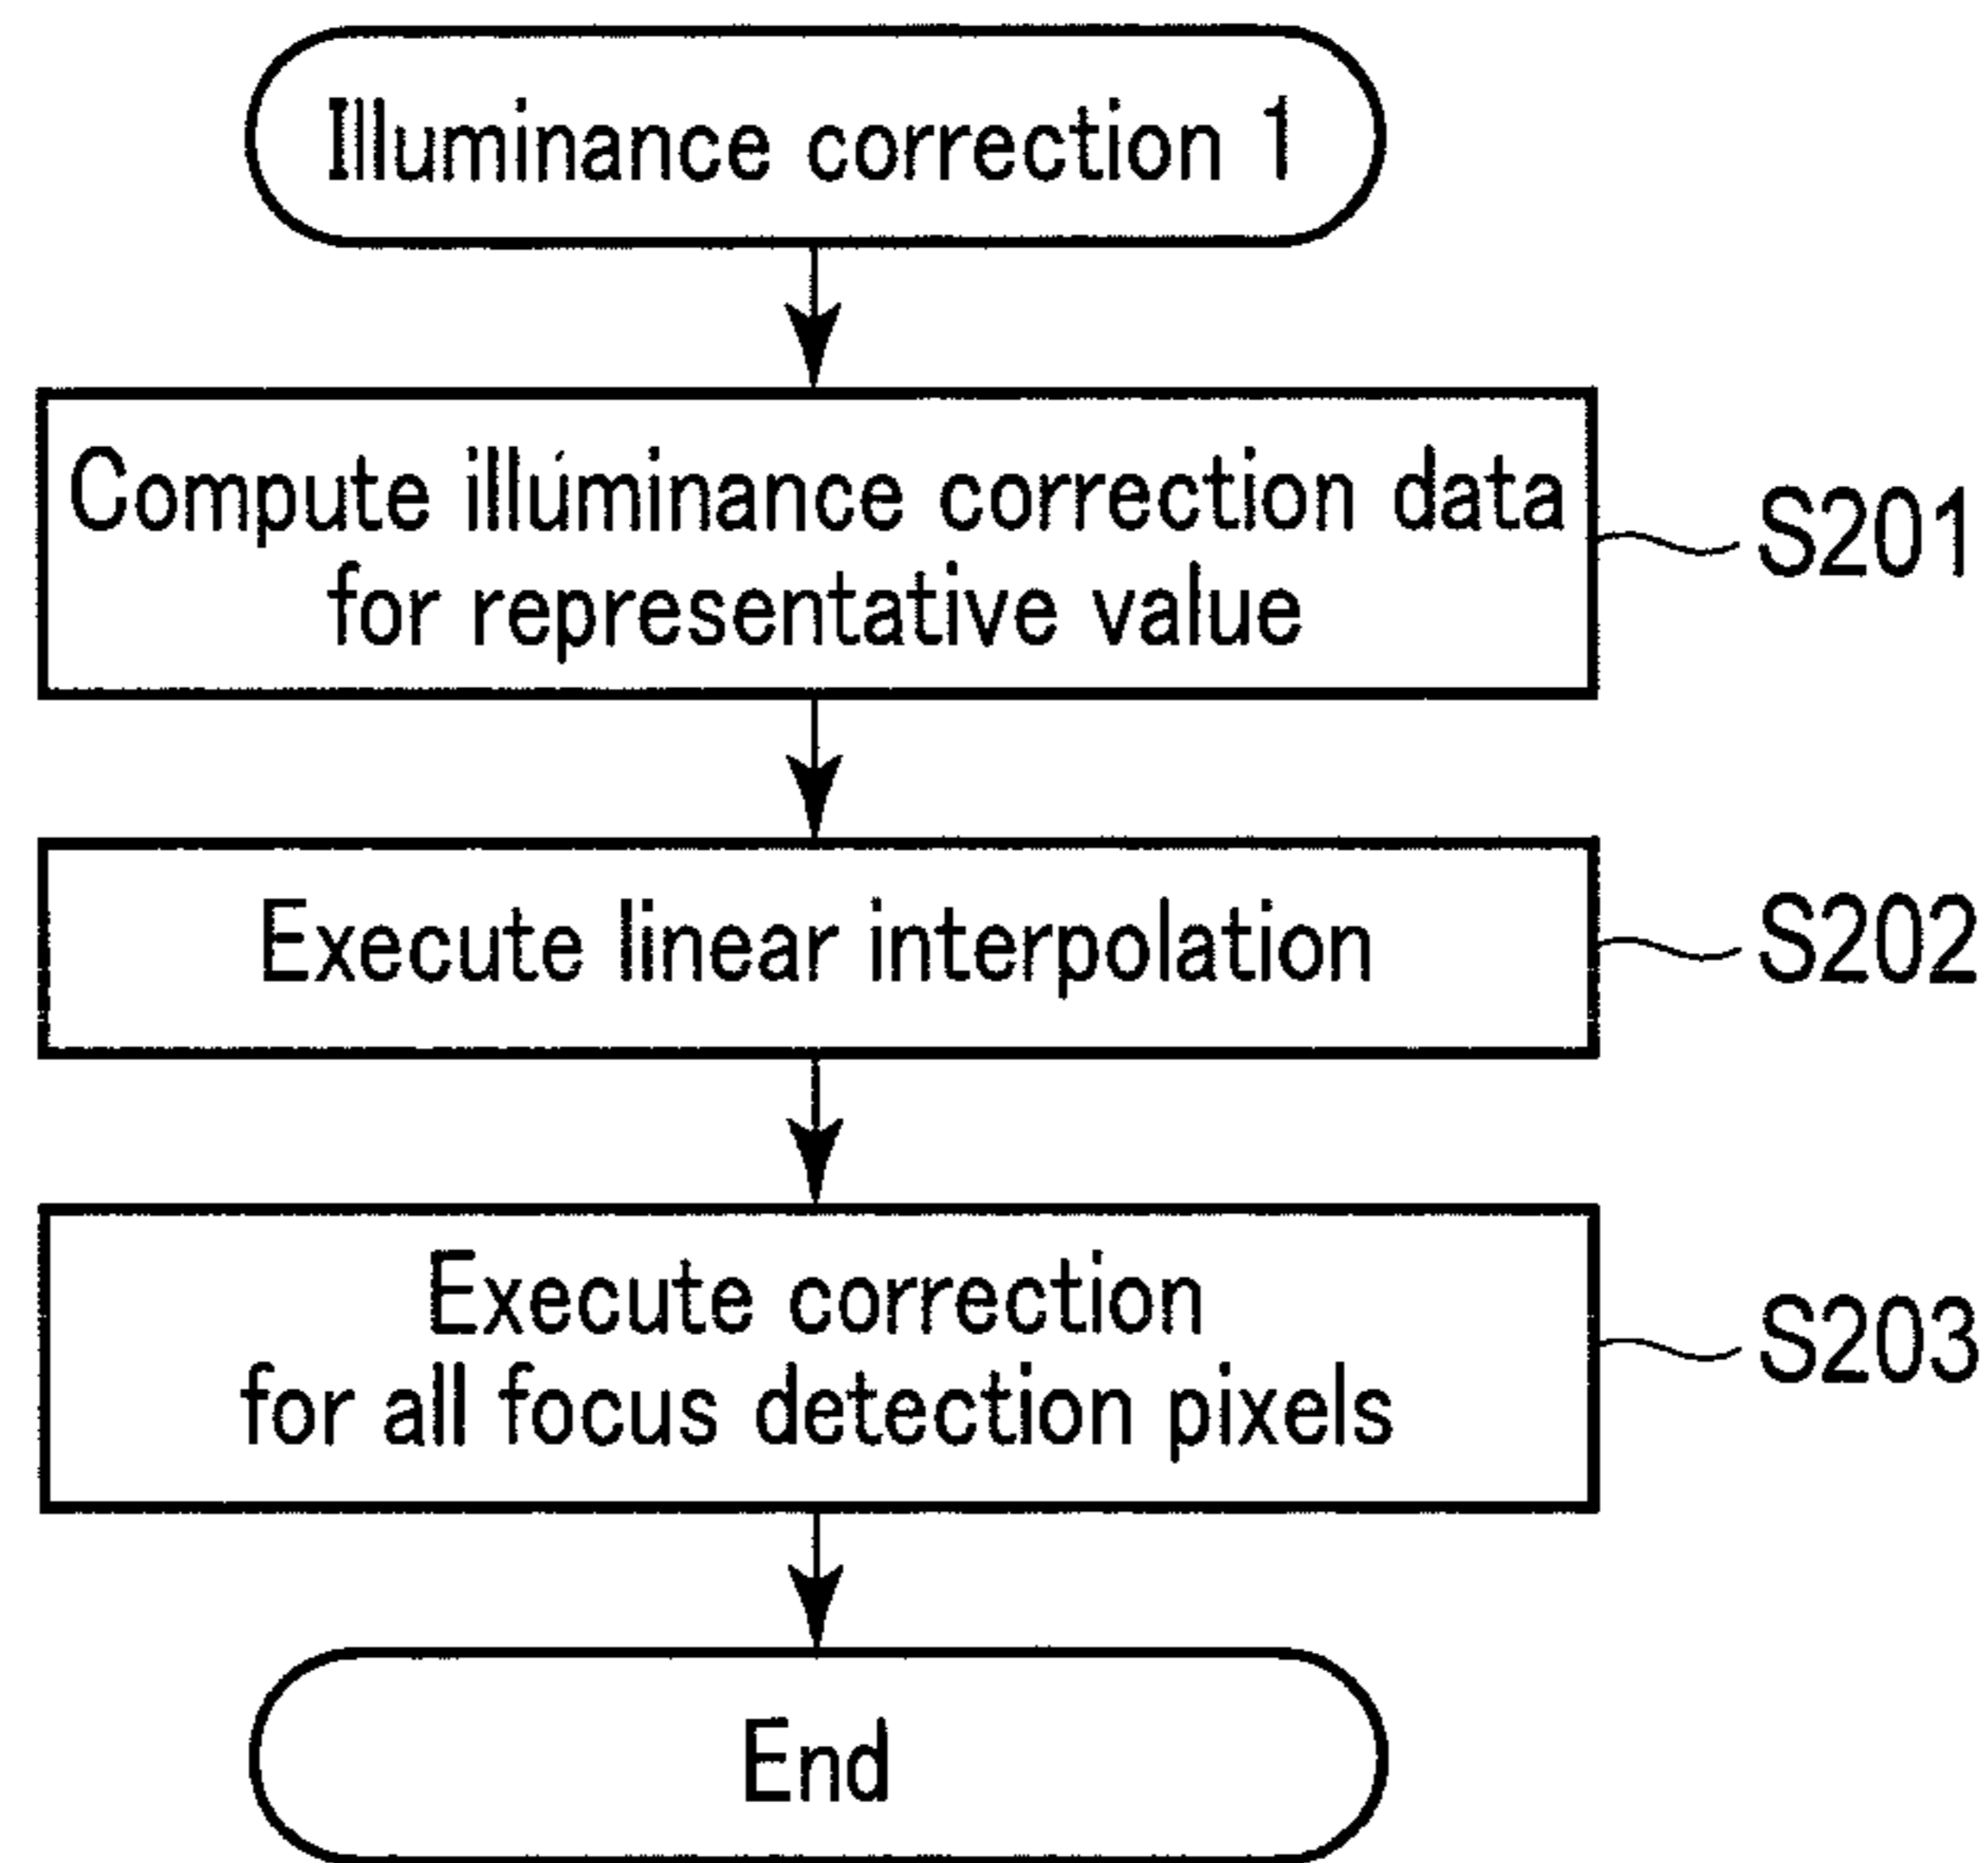 Illuminance correction 1
Compute illuminance correction data
for representative value
S201
Execute linear interpolation
S202
Execute correction
for all focus detection pixels
S203
End